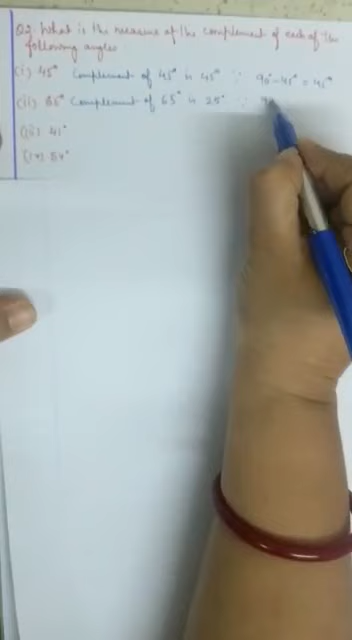 Q2. What is the measure of the complement of each of the
following angles
(i) 45° Complement of 45° is 45° ∵ 90° - 45° = 45°
(ii) 65° Complement of 65° is 25° ∵ 9
(iii) 41°
(iv) 54°